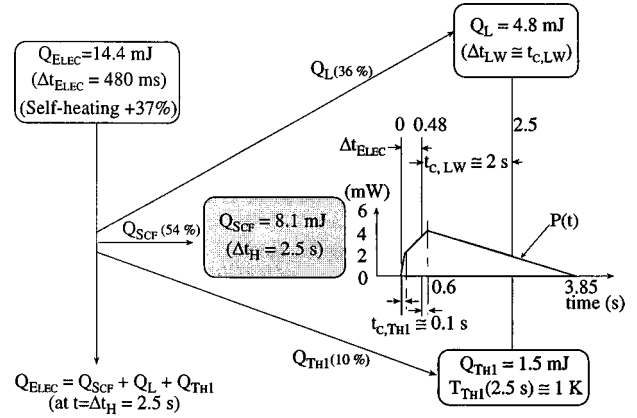 Q_ELEC=14.4 mJ
(Δt_ELEC = 480 ms)
(Self-heating +37%)
Q_L = 4.8 mJ
(Δt_LW ≅ t_C,LW)
Q_L(36 %)
0 0.48
2.5
Δt_ELEC
t_C,LW ≅ 2 s
Q_SCF (54 %)
Q_SCF = 8.1 mJ
(Δt_H = 2.5 s)
(mW)
6
4
2
0
P(t)
0.6
3.85
time (s)
t_C,TH1 ≅ 0.1 s
Q_TH1(10 %)
Q_TH1 = 1.5 mJ
T_TH1(2.5 s) ≅ 1 K
Q_ELEC = Q_SCF + Q_L + Q_TH1
(at t=Δt_H = 2.5 s)